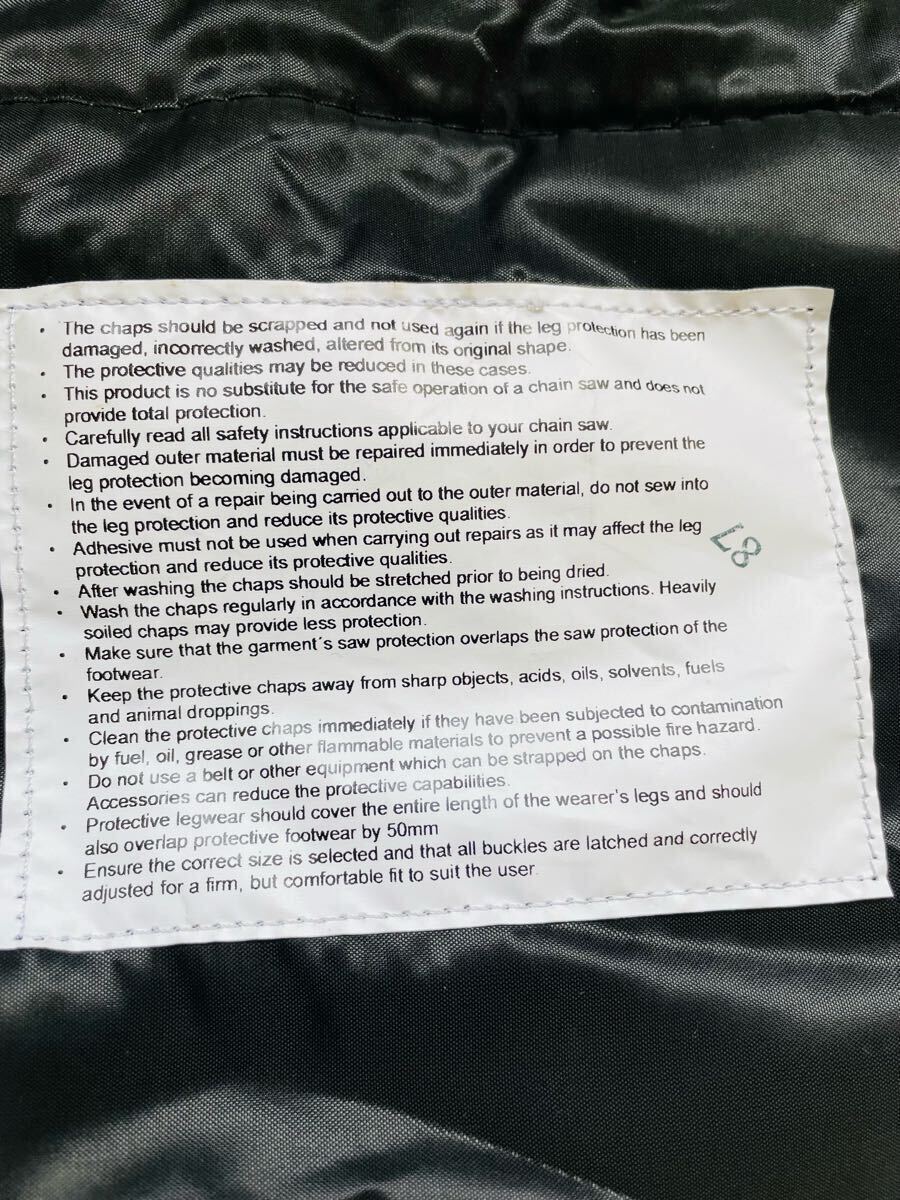 • The chaps should be scrapped and not used again if the leg protection has been
damaged, incorrectly washed, altered from its original shape.
• The protective qualities may be reduced in these cases.
• This product is no substitute for the safe operation of a chain saw and does not
provide total protection.
• Carefully read all safety instructions applicable to your chain saw.
• Damaged outer material must be repaired immediately in order to prevent the
leg protection becoming damaged.
• In the event of a repair being carried out to the outer material, do not sew into
the leg protection and reduce its protective qualities.
• Adhesive must not be used when carrying out repairs as it may affect the leg
protection and reduce its protective qualities.
• After washing the chaps should be stretched prior to being dried.
• Wash the chaps regularly in accordance with the washing instructions. Heavily
soiled chaps may provide less protection.
• Make sure that the garment´s saw protection overlaps the saw protection of the
footwear.
• Keep the protective chaps away from sharp objects, acids, oils, solvents, fuels
and animal droppings.
• Clean the protective chaps immediately if they have been subjected to contamination
by fuel, oil, grease or other flammable materials to prevent a possible fire hazard.
• Do not use a belt or other equipment which can be strapped on the chaps.
Accessories can reduce the protective capabilities.
• Protective legwear should cover the entire length of the wearer's legs and should
also overlap protective footwear by 50mm
• Ensure the correct size is selected and that all buckles are latched and correctly
adjusted for a firm, but comfortable fit to suit the user.